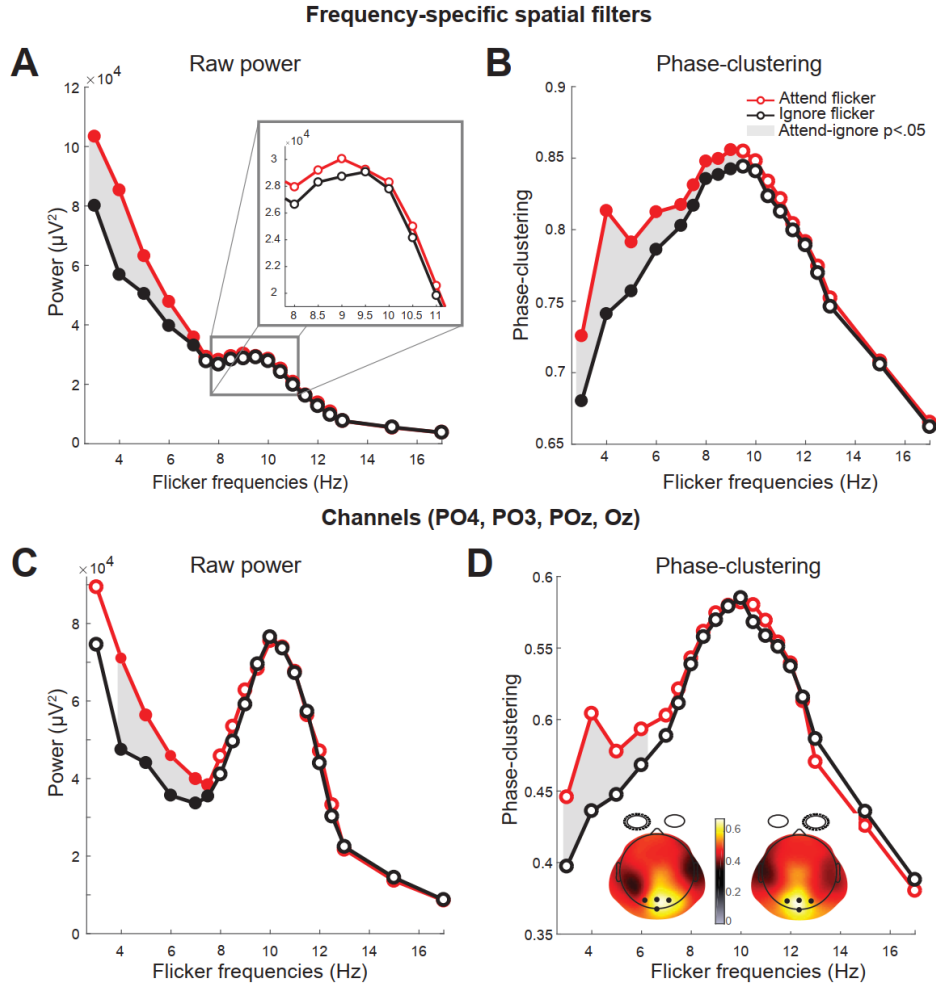 Frequency-specific spatial filters
A
Raw power
×10⁴
12
10
8
6
4
2
0
Power (µV²)
4 6 8 10 12 14 16
Flicker frequencies (Hz)
×10⁴
3
2.8
2.6
2.4
2.2
2
8 8.5 9 9.5 10 10.5 11
B
Phase-clustering
0.9
0.85
0.8
0.75
0.7
0.65
Phase-clustering
Attend flicker
Ignore flicker
Attend-ignore p<.05
4 6 8 10 12 14 16
Flicker frequencies (Hz)
Channels (PO4, PO3, POz, Oz)
C
Raw power
×10⁴
8
6
4
2
0
Power (µV²)
4 6 8 10 12 14 16
Flicker frequencies (Hz)
D
Phase-clustering
0.6
0.55
0.6
0.45
0.4
0.35
Phase-clustering
0.6
0.4
0.2
0
4 6 8 10 12 14 16
Flicker frequencies (Hz)